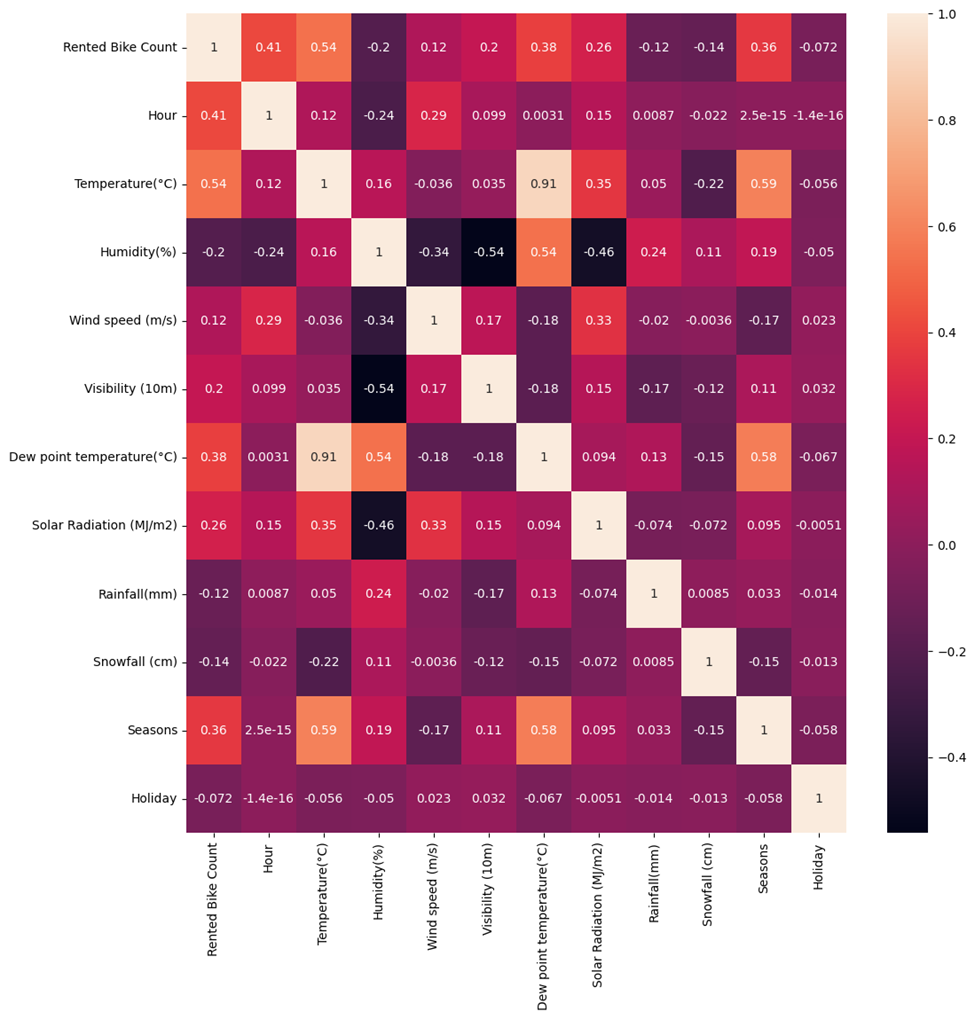 Rented Bike Count 1 0.41 0.54 -0.2 0.12 0.2 0.38 0.26 -0.12 -0.14 0.36 -0.072
Hour 0.41 1 0.12 -0.24 0.29 0.099 0.0031 0.15 0.0087 -0.022 2.5e-15 -1.4e-16
Temperature(°C) 0.54 0.12 1 0.16 -0.036 0.035 0.91 0.35 0.05 -0.22 0.59 -0.056
Humidity(%) -0.2 -0.24 0.16 1 -0.34 -0.54 0.54 -0.46 0.24 0.11 0.19 -0.05
Wind speed (m/s) 0.12 0.29 -0.036 -0.34 1 0.17 -0.18 0.33 -0.02 -0.0036 -0.17 0.023
Visibility (10m) 0.2 0.099 0.035 -0.54 0.17 1 -0.18 0.15 -0.17 -0.12 0.11 0.032
Dew point temperature(°C) 0.38 0.0031 0.91 0.54 -0.18 -0.18 1 0.094 0.13 -0.15 0.58 -0.067
Solar Radiation (MJ/m2) 0.26 0.15 0.35 -0.46 0.33 0.15 0.094 1 -0.074 -0.072 0.095 -0.0051
Rainfall(mm) -0.12 0.0087 0.05 0.24 -0.02 -0.17 0.13 -0.074 1 0.0085 0.033 -0.014
Snowfall (cm) -0.14 -0.022 -0.22 0.11 -0.0036 -0.12 -0.15 -0.072 0.0085 1 -0.15 -0.013
Seasons 0.36 2.5e-15 0.59 0.19 -0.17 0.11 0.58 0.095 0.033 -0.15 1 -0.058
Holiday -0.072 -1.4e-16 -0.056 -0.05 0.023 0.032 -0.067 -0.0051 -0.014 -0.013 -0.058 1
Rented Bike Count
Hour
Temperature(°C)
Humidity(%)
Wind speed (m/s)
Visibility (10m)
Dew point temperature(°C)
Solar Radiation (MJ/m2)
Rainfall(mm)
Snowfall (cm)
Seasons
Holiday
1.0
0.8
0.6
0.4
0.2
0.0
−0.2
−0.4